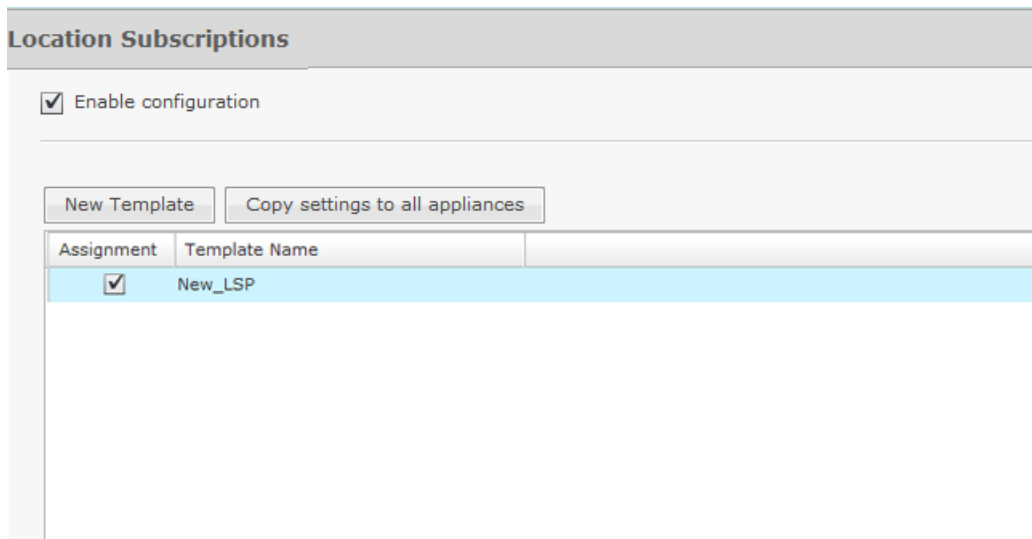 Location Subscriptions
Enable configuration
New Template Copy settings to all appliances
Assignment Template Name
New_LSP